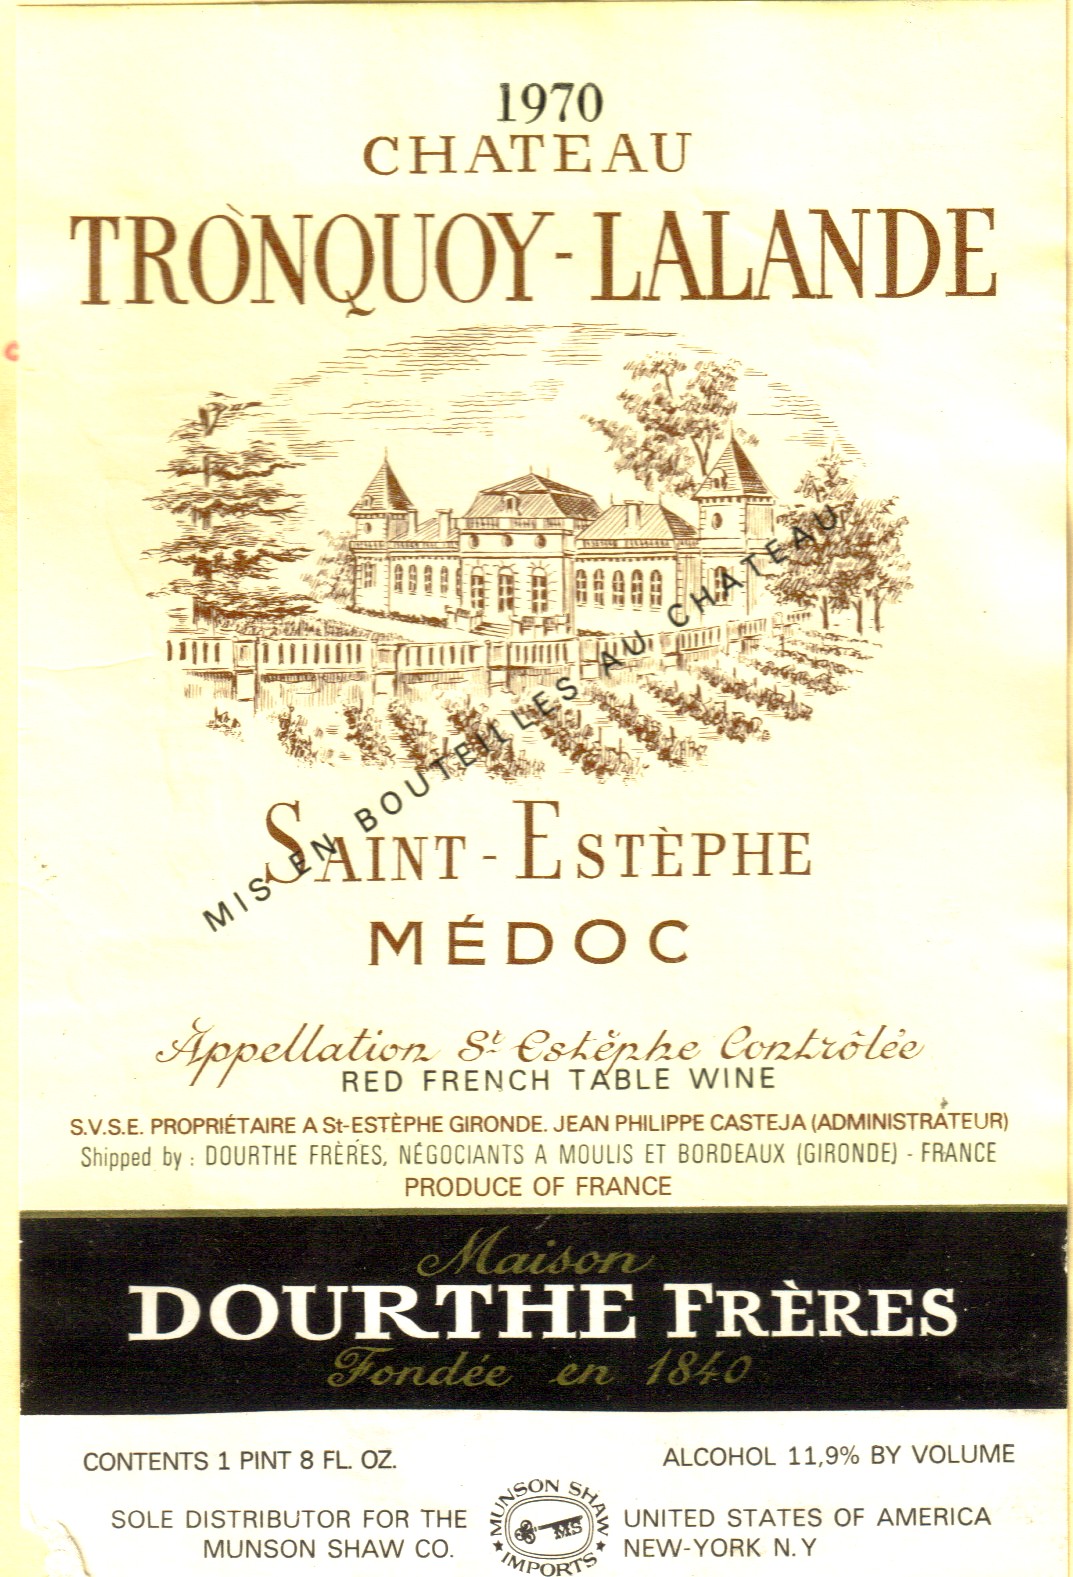 1970
CHATEAU
TRÒNQUOY-LALANDE
MIS EN BOUTEILLES AU CHATEAU
SAINT-ESTÈPHE
MÉDOC
Appellation St Estèphe Contrôlée
RED FRENCH TABLE WINE
S.V.S.E. PROPRIÉTAIRE A St-ESTÈPHE GIRONDE. JEAN PHILIPPE CASTEJA (ADMINISTRATEUR)
Shipped by : DOURTHE FRÈRES, NÉGOCIANTS A MOULIS ET BORDEAUX (GIRONDE) - FRANCE
PRODUCE OF FRANCE
Maison
DOURTHE FRÈRES
Fondée en 1840
CONTENTS 1 PINT 8 FL. OZ.
ALCOHOL 11,9% BY VOLUME
SOLE DISTRIBUTOR FOR THE
MUNSON SHAW CO.
MUNSON SHAW
MS
IMPORTS
UNITED STATES OF AMERICA
NEW-YORK N.Y